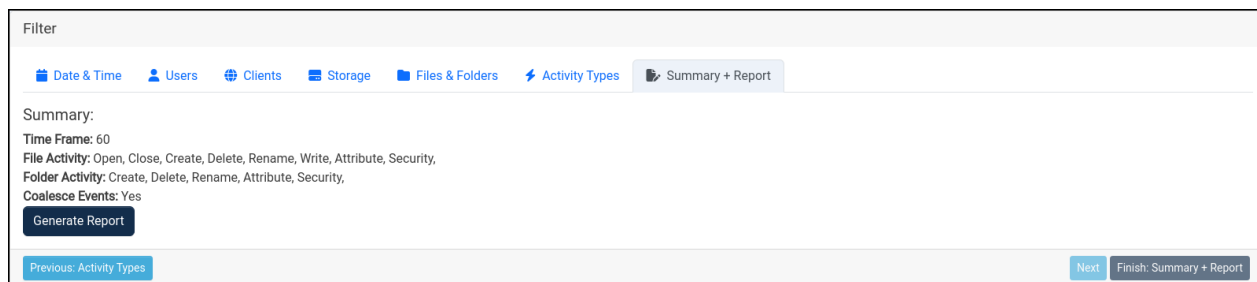 Filter
Date & Time Users Clients Storage Files & Folders Activity Types Summary + Report
Summary:
Time Frame: 60
File Activity: Open, Close, Create, Delete, Rename, Write, Attribute, Security,
Folder Activity: Create, Delete, Rename, Attribute, Security,
Coalesce Events: Yes
Generate Report
Previous: Activity Types Next Finish: Summary + Report